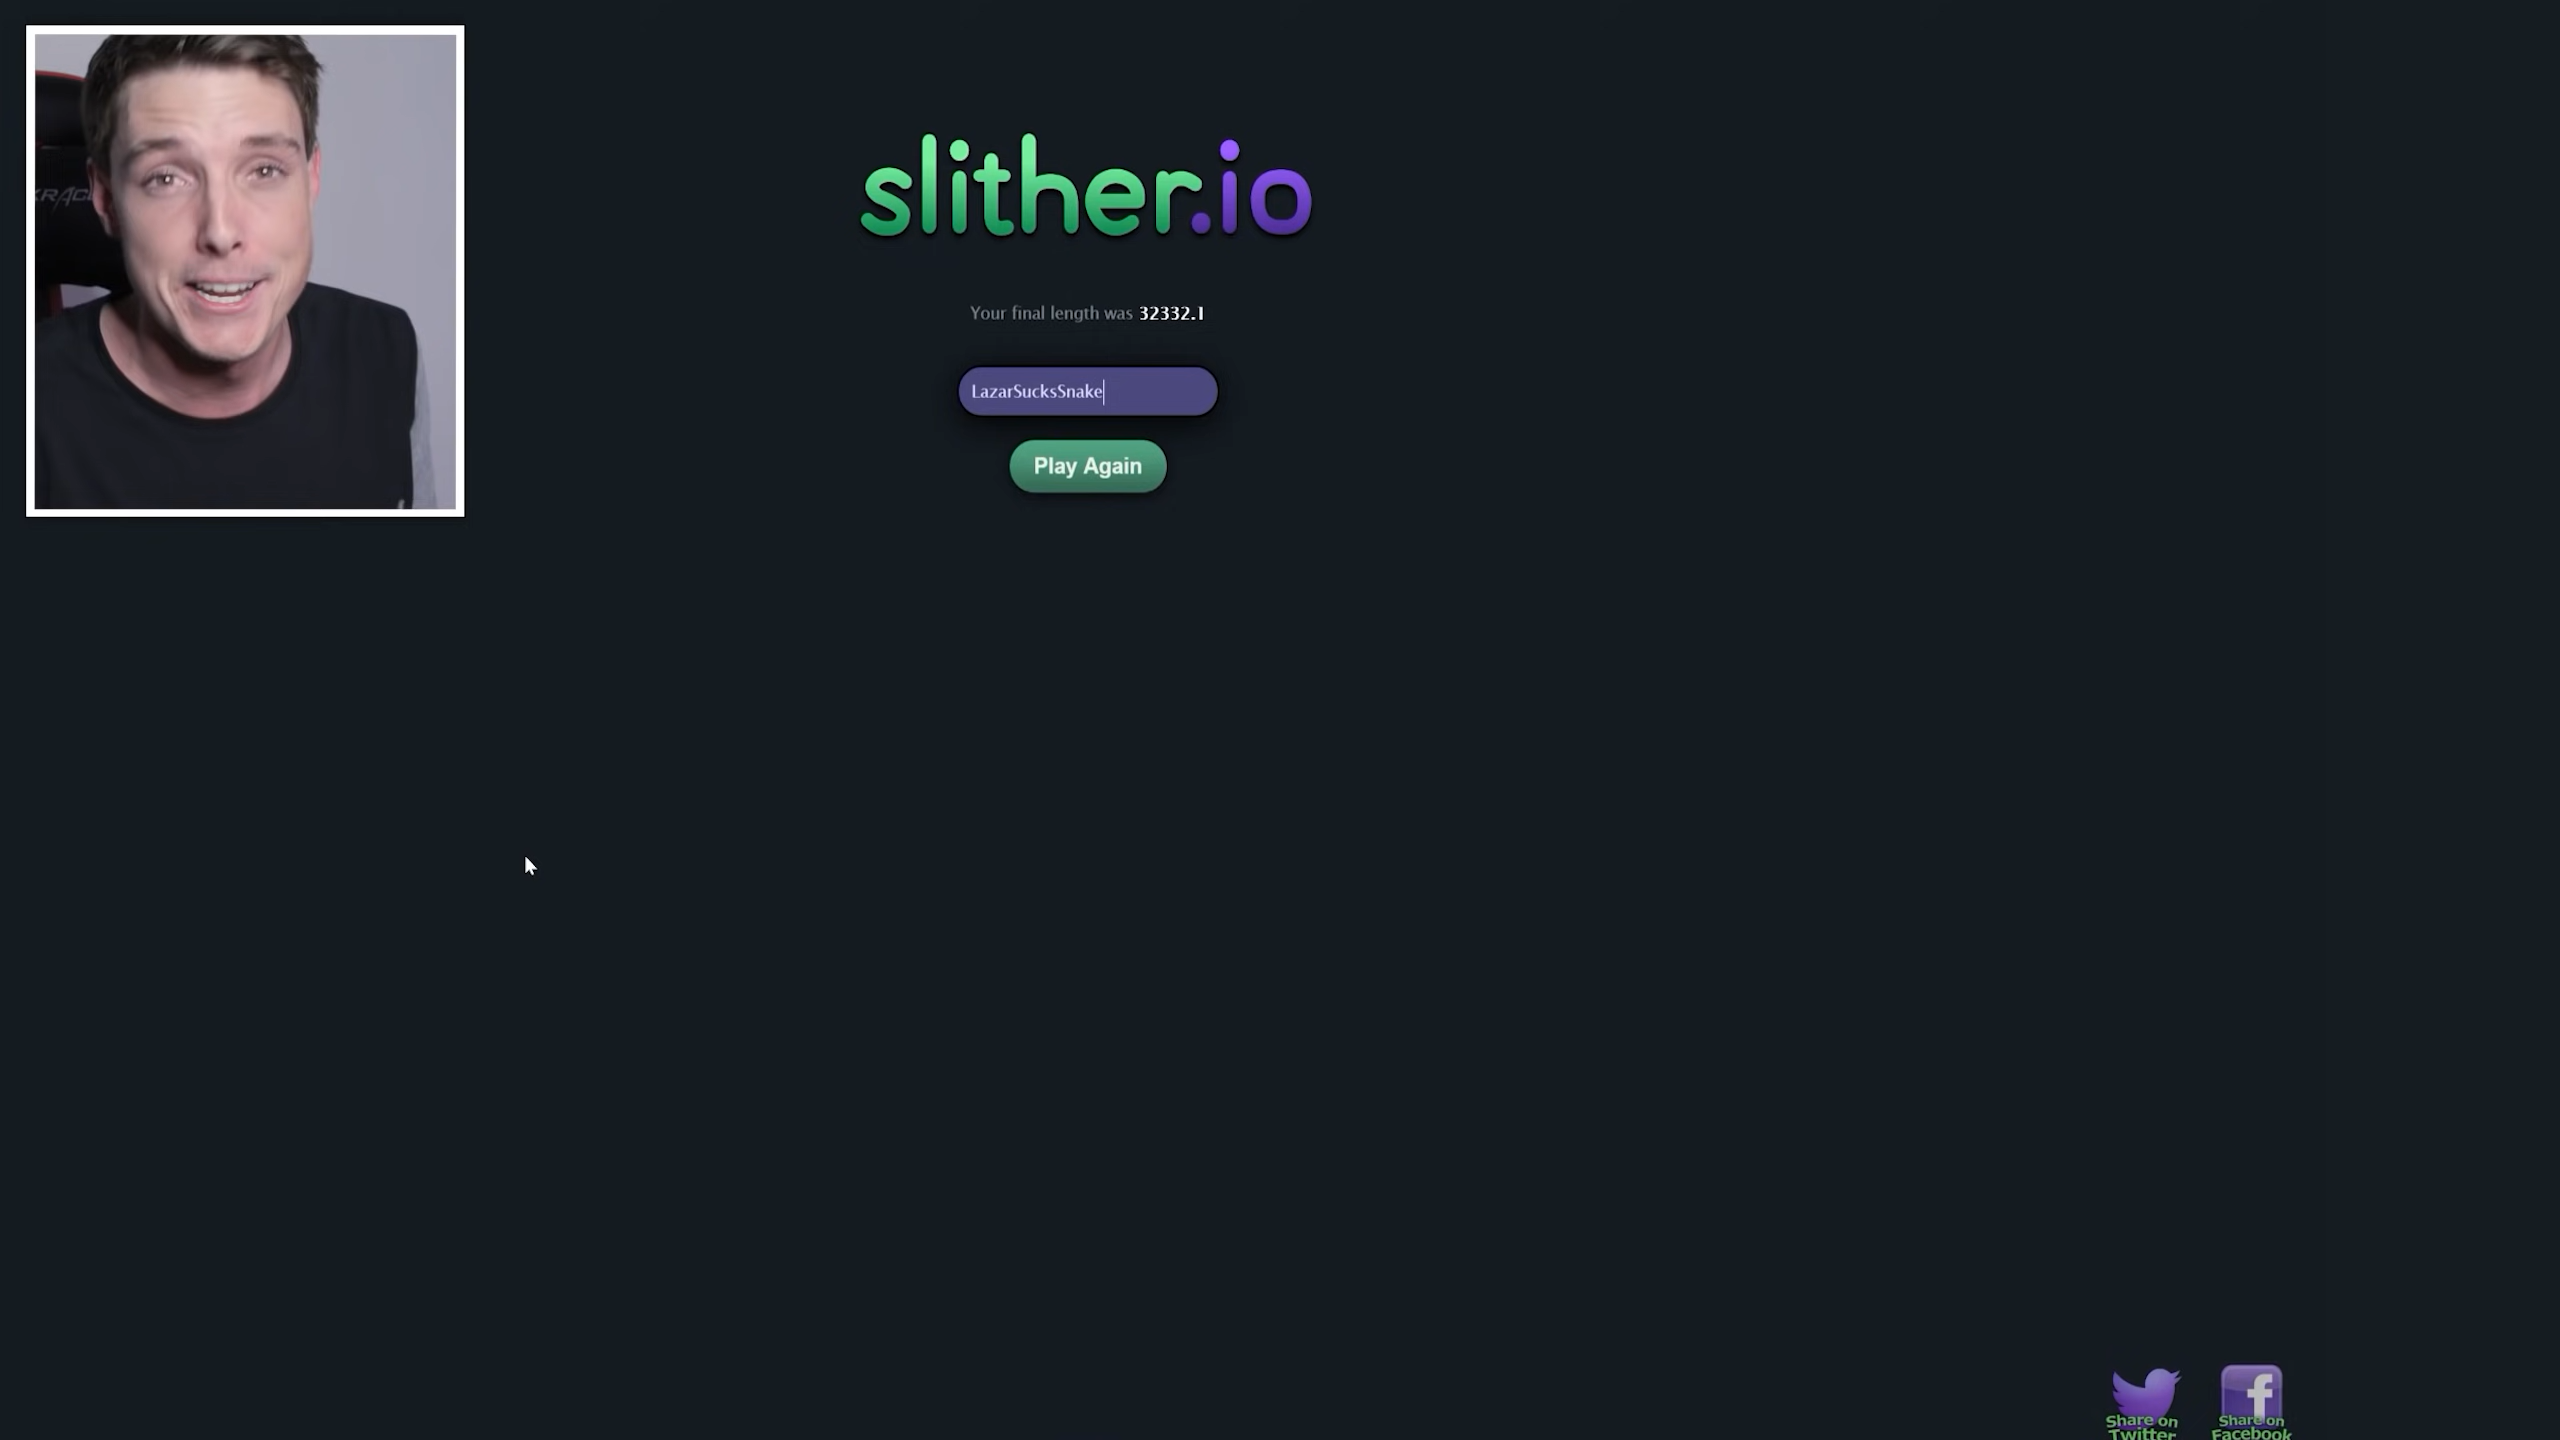 slither.io
Your final length was 32332.1
LazarSucksSnake
Play Again
Share on
Twitter
Share on
Facebook